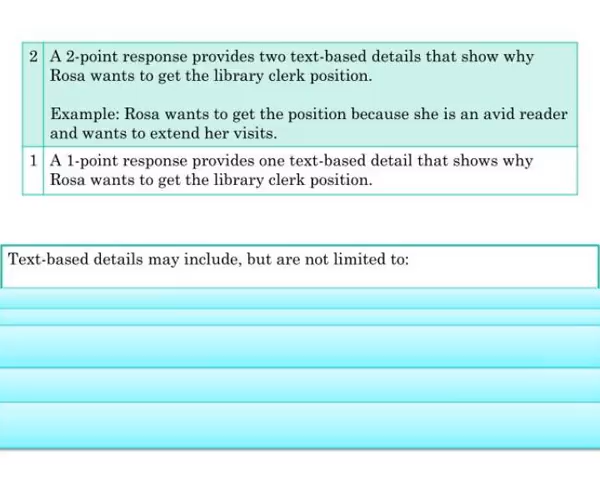 2 A 2-point response provides two text-based details that show why
Rosa wants to get the library clerk position.
Example: Rosa wants to get the position because she is an avid reader
and wants to extend her visits.
1 A 1-point response provides one text-based detail that shows why
Rosa wants to get the library clerk position.
Text-based details may include, but are not limited to: